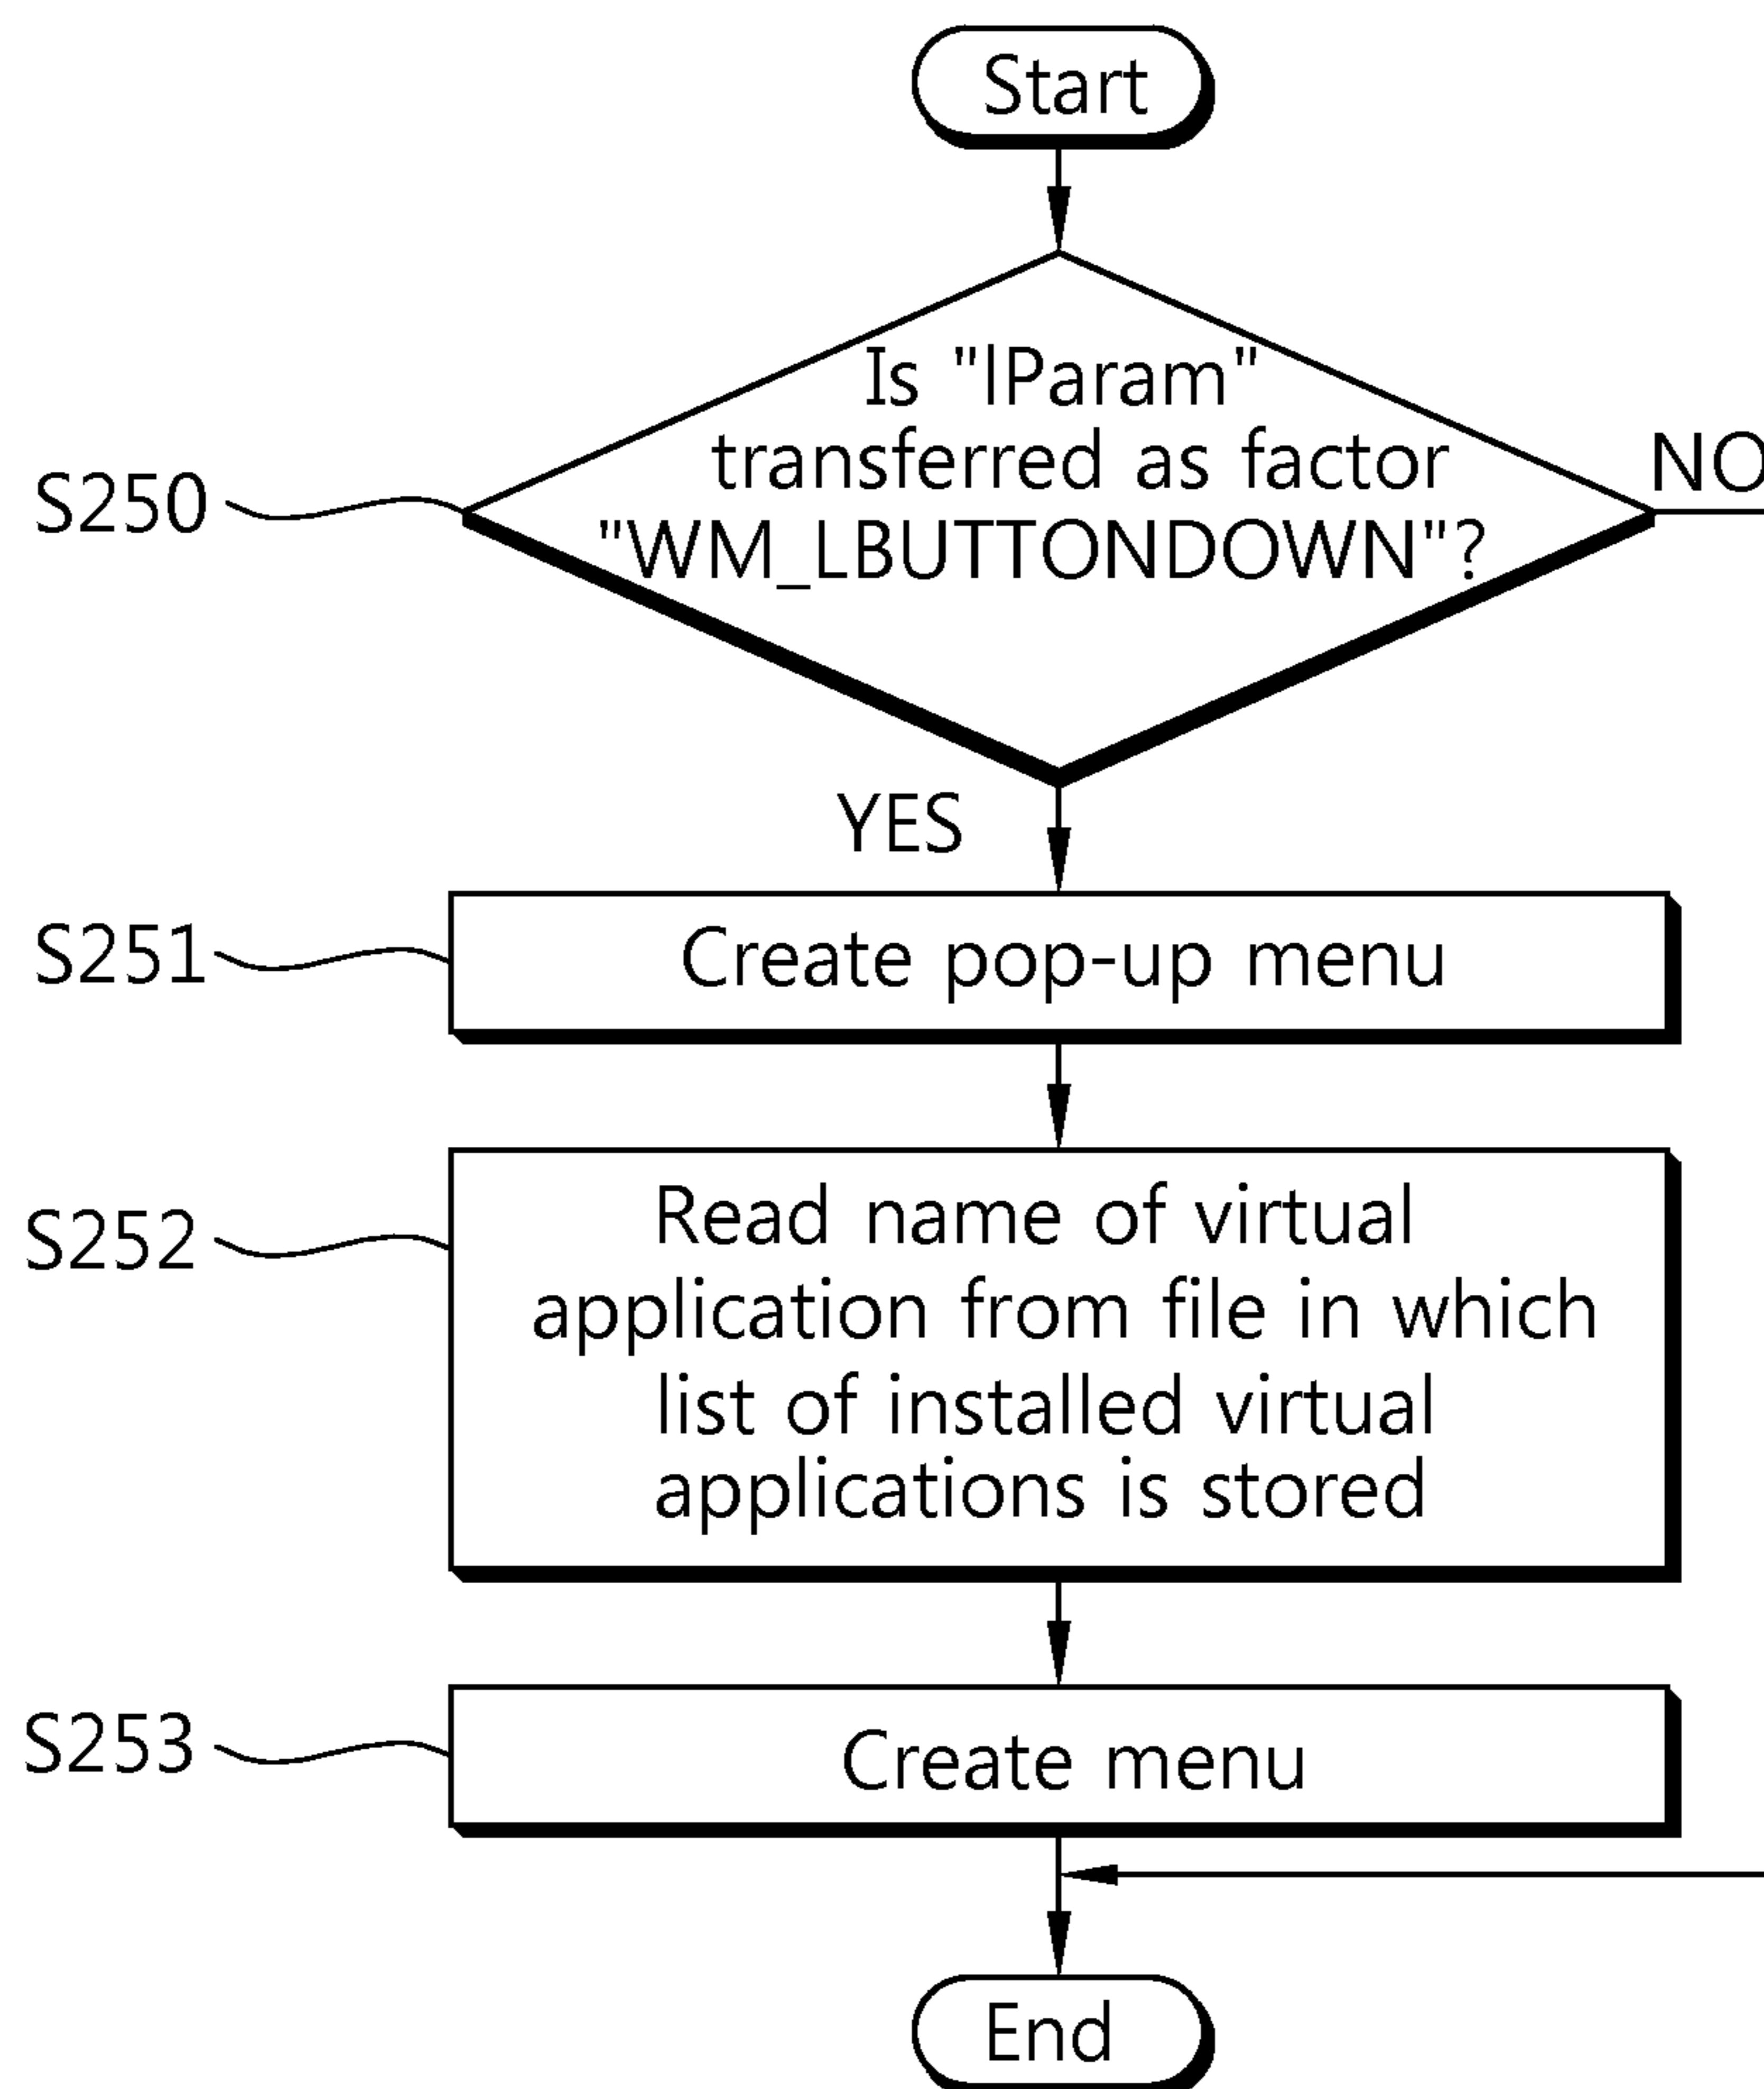 Start
Is "lParam"
transferred as factor
"WM_LBUTTONDOWN"?
NO
S250
YES
S251
Create pop-up menu
S252
Read name of virtual
application from file in which
list of installed virtual
applications is stored
S253
Create menu
End